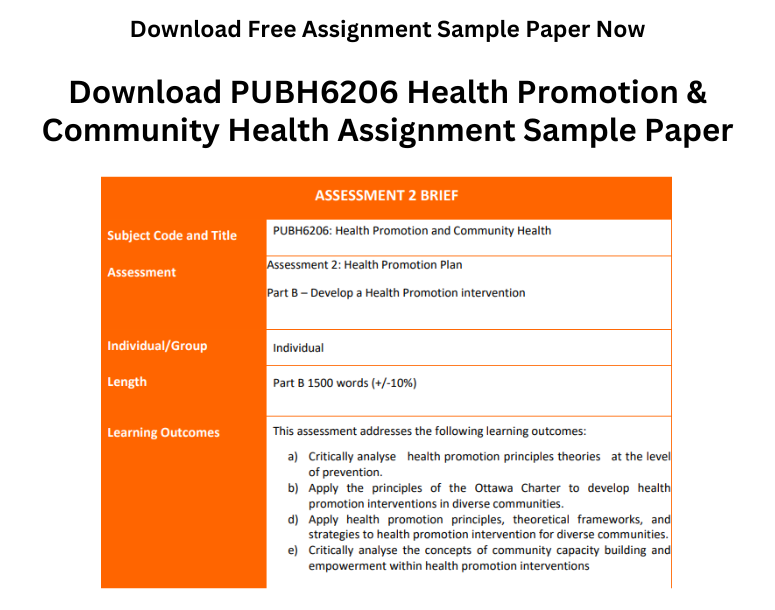 Download Free Assignment Sample Paper Now
Download PUBH6206 Health Promotion &
Community Health Assignment Sample Paper
ASSESSMENT 2 BRIEF
Subject Code and Title
PUBH6206: Health Promotion and Community Health
Assessment
Assessment 2: Health Promotion Plan
Part B – Develop a Health Promotion intervention
Individual/Group
Individual
Length
Part B 1500 words (+/-10%)
Learning Outcomes
This assessment addresses the following learning outcomes:
a) Critically analyse health promotion principles theories at the level
of prevention.
b) Apply the principles of the Ottawa Charter to develop health
promotion interventions in diverse communities.
d) Apply health promotion principles, theoretical frameworks, and
strategies to health promotion intervention for diverse communities.
e) Critically analyse the concepts of community capacity building and
empowerment within health promotion interventions